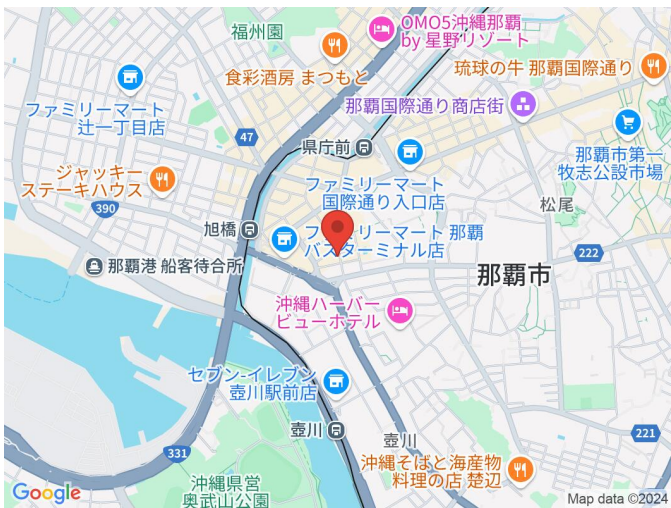 福州園
OMO5沖縄那覇
by 星野リゾート
食彩酒房 まつもと
琉球の牛 那覇国際通り
ファミリーマート
辻一丁目店
那覇国際通り商店街
47
県庁前
那覇市第一
牧志公設市場
ジャッキー
ステーキハウス
ファミリーマート
国際通り入口店
390
松尾
旭橋
ファミリーマート 那覇
バスターミナル店
222
那覇港 船客待合所
那覇市
沖縄ハーバー
ビューホテル
セブン-イレブン
壺川駅前店
壺川
壺川
221
331
沖縄そばと海産物
料理の店 楚辺
沖縄県営
奥武山公園
Google
Map data ©2024